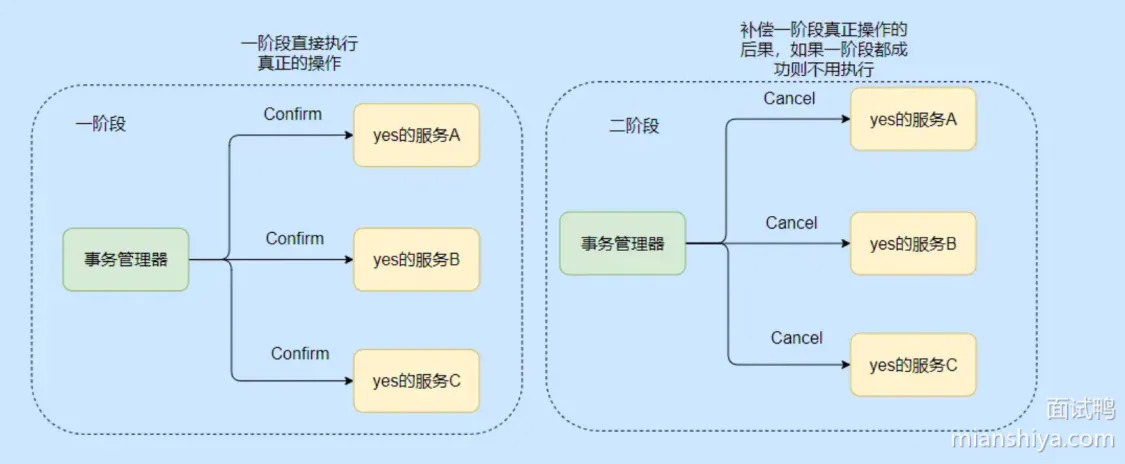 一阶段直接执行
真正的操作
一阶段
Confirm
yes的服务A
事务管理器
Confirm
yes的服务B
Confirm
yes的服务C
补偿一阶段真正操作的
后果，如果一阶段都成
功则不用执行
二阶段
Cancel
yes的服务A
事务管理器
Cancel
yes的服务B
Cancel
yes的服务C
面试鸭
mianshiya.com